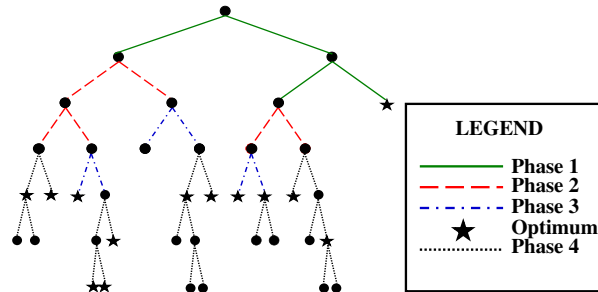 LEGEND
Phase 1
Phase 2
Phase 3
Optimum
Phase 4